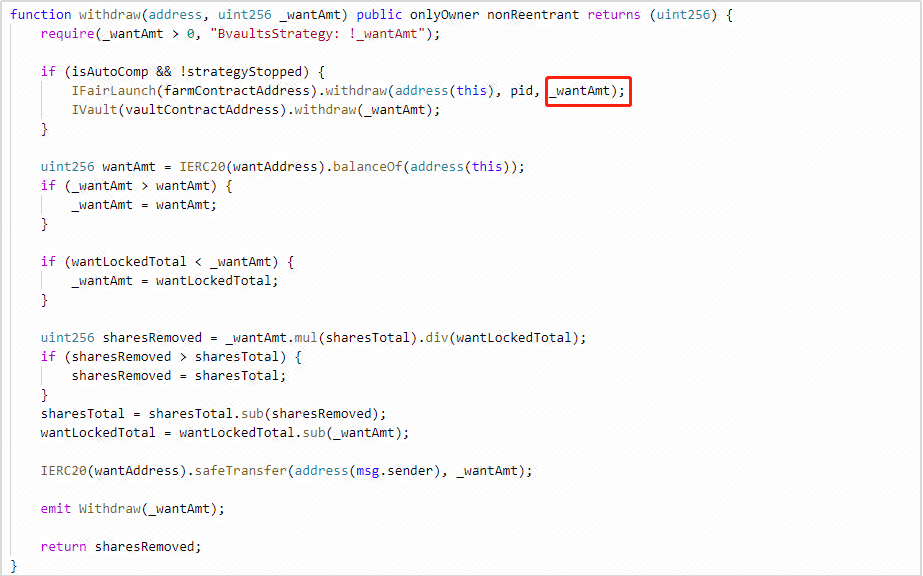 function withdraw(address, uint256 _wantAmt) public onlyOwner nonReentrant returns (uint256) {
    require(_wantAmt > 0, "BvaultsStrategy: !_wantAmt");

    if (isAutoComp && !strategyStopped) {
        IFairLaunch(farmContractAddress).withdraw(address(this), pid, _wantAmt);
        IVault(vaultContractAddress).withdraw(_wantAmt);
    }

    uint256 wantAmt = IERC20(wantAddress).balanceOf(address(this));
    if (_wantAmt > wantAmt) {
        _wantAmt = wantAmt;
    }

    if (wantLockedTotal < _wantAmt) {
        _wantAmt = wantLockedTotal;
    }

    uint256 sharesRemoved = _wantAmt.mul(sharesTotal).div(wantLockedTotal);
    if (sharesRemoved > sharesTotal) {
        sharesRemoved = sharesTotal;
    }
    sharesTotal = sharesTotal.sub(sharesRemoved);
    wantLockedTotal = wantLockedTotal.sub(_wantAmt);

    IERC20(wantAddress).safeTransfer(address(msg.sender), _wantAmt);

    emit Withdraw(_wantAmt);

    return sharesRemoved;
}